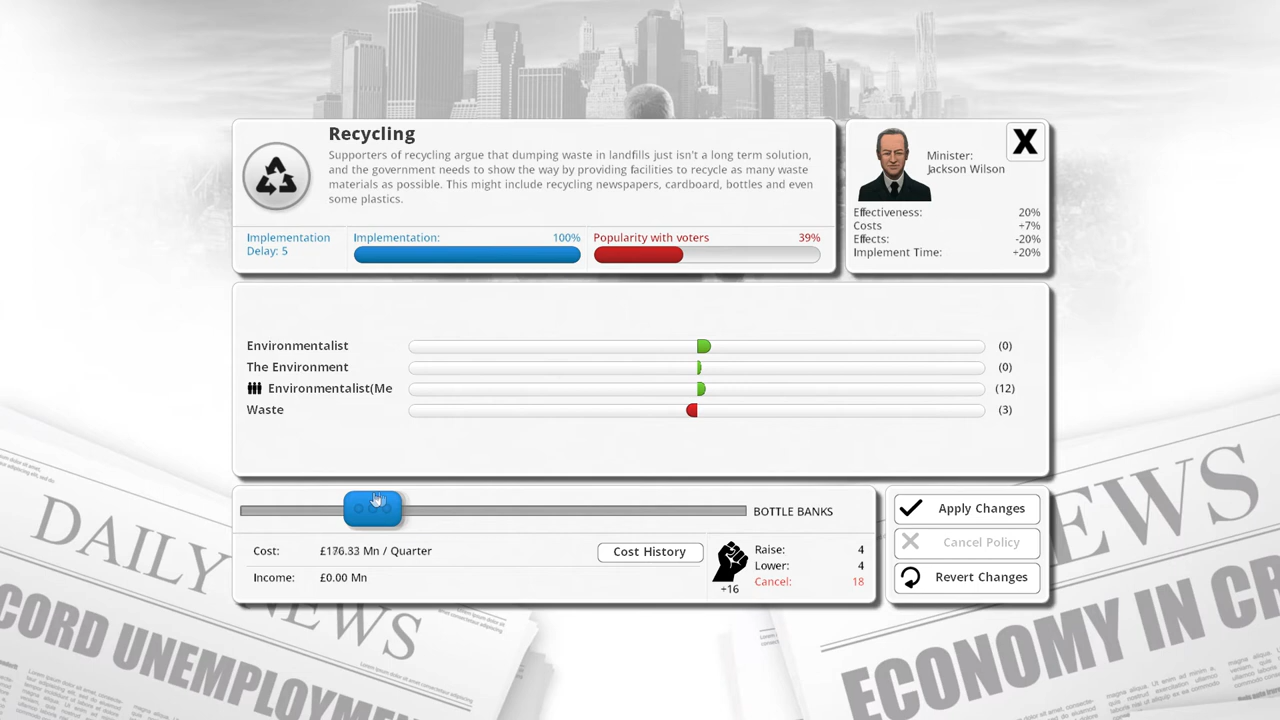 Recycling
Supporters of recycling argue that dumping waste in landfills just isn't a long term solution,
and the government needs to show the way by providing facilities to recycle as many waste
materials as possible. This might include recycling newspapers, cardboard, bottles and even
some plastics.
Implementation
Delay: 5
Implementation: 100%
Popularity with voters 39%
X
Minister:
Jackson Wilson
Effectiveness: 20%
Costs +7%
Effects: -20%
Implement Time: +20%
Environmentalist (0)
The Environment (0)
Environmentalist(Me (12)
Waste (3)
BOTTLE BANKS
Cost: £176.33 Mn / Quarter
Income: £0.00 Mn
Cost History
+16
Raise: 4
Lower: 4
Cancel: 18
Apply Changes
Cancel Policy
Revert Changes
DAILY NEWS
CORD UNEMPLOYME
NEWS
ECONOMY IN CR